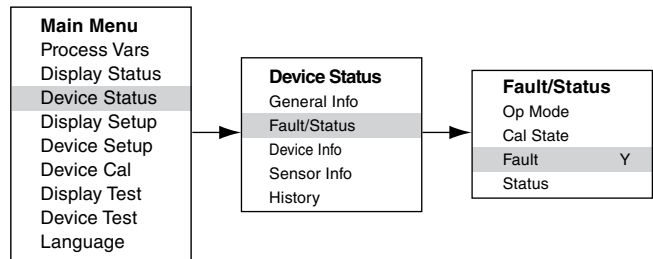 Main Menu
Process Vars
Display Status
Device Status
Display Setup
Device Setup
Device Cal
Display Test
Device Test
Language
Device Status
General Info
Fault/Status
Device Info
Sensor Info
History
Fault/Status
Op Mode
Cal State
Fault Y
Status